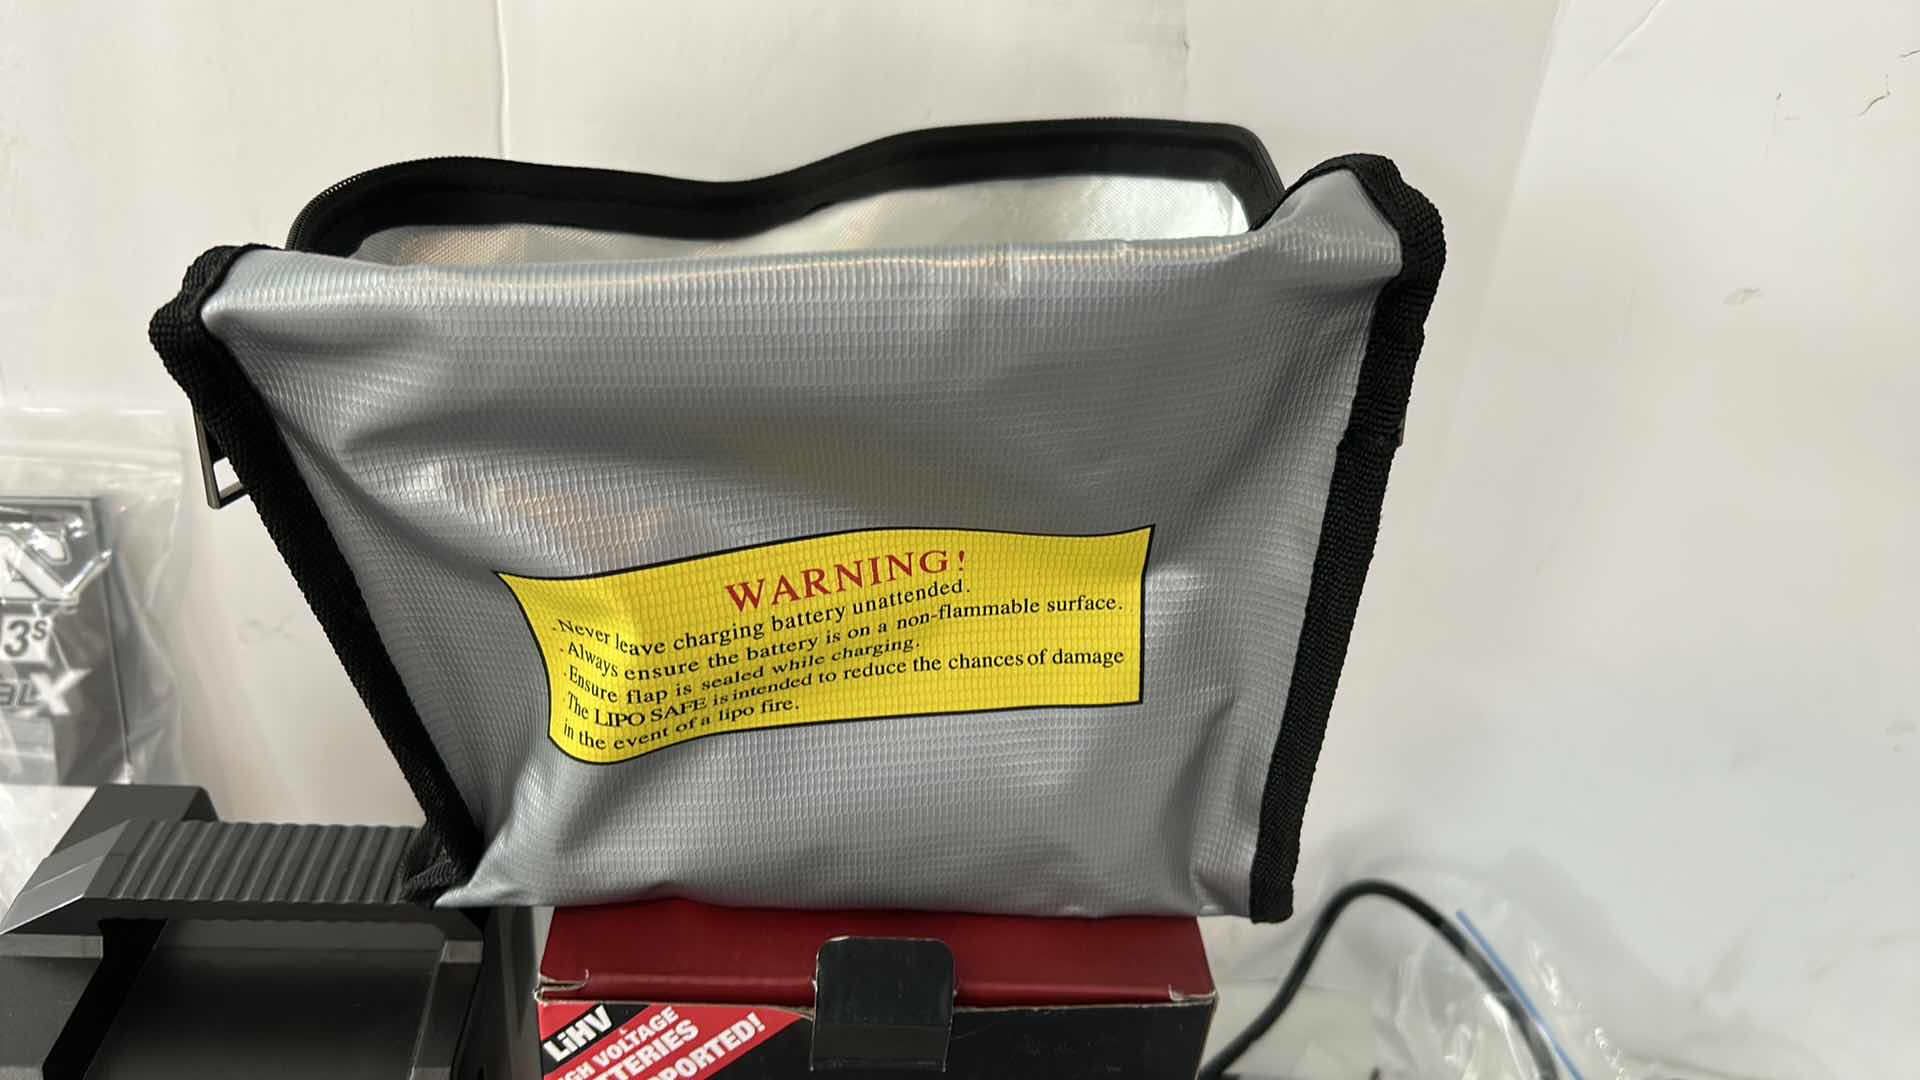 WARNING!
.Never leave charging battery unattended.
.Always ensure the battery is on a non-flammable surface.
.Ensure flap is sealed while charging.
.The LIPO SAFE is intended to reduce the chances of damage
in the event of a lipo fire.
3S
LiHV
VOLTAGE